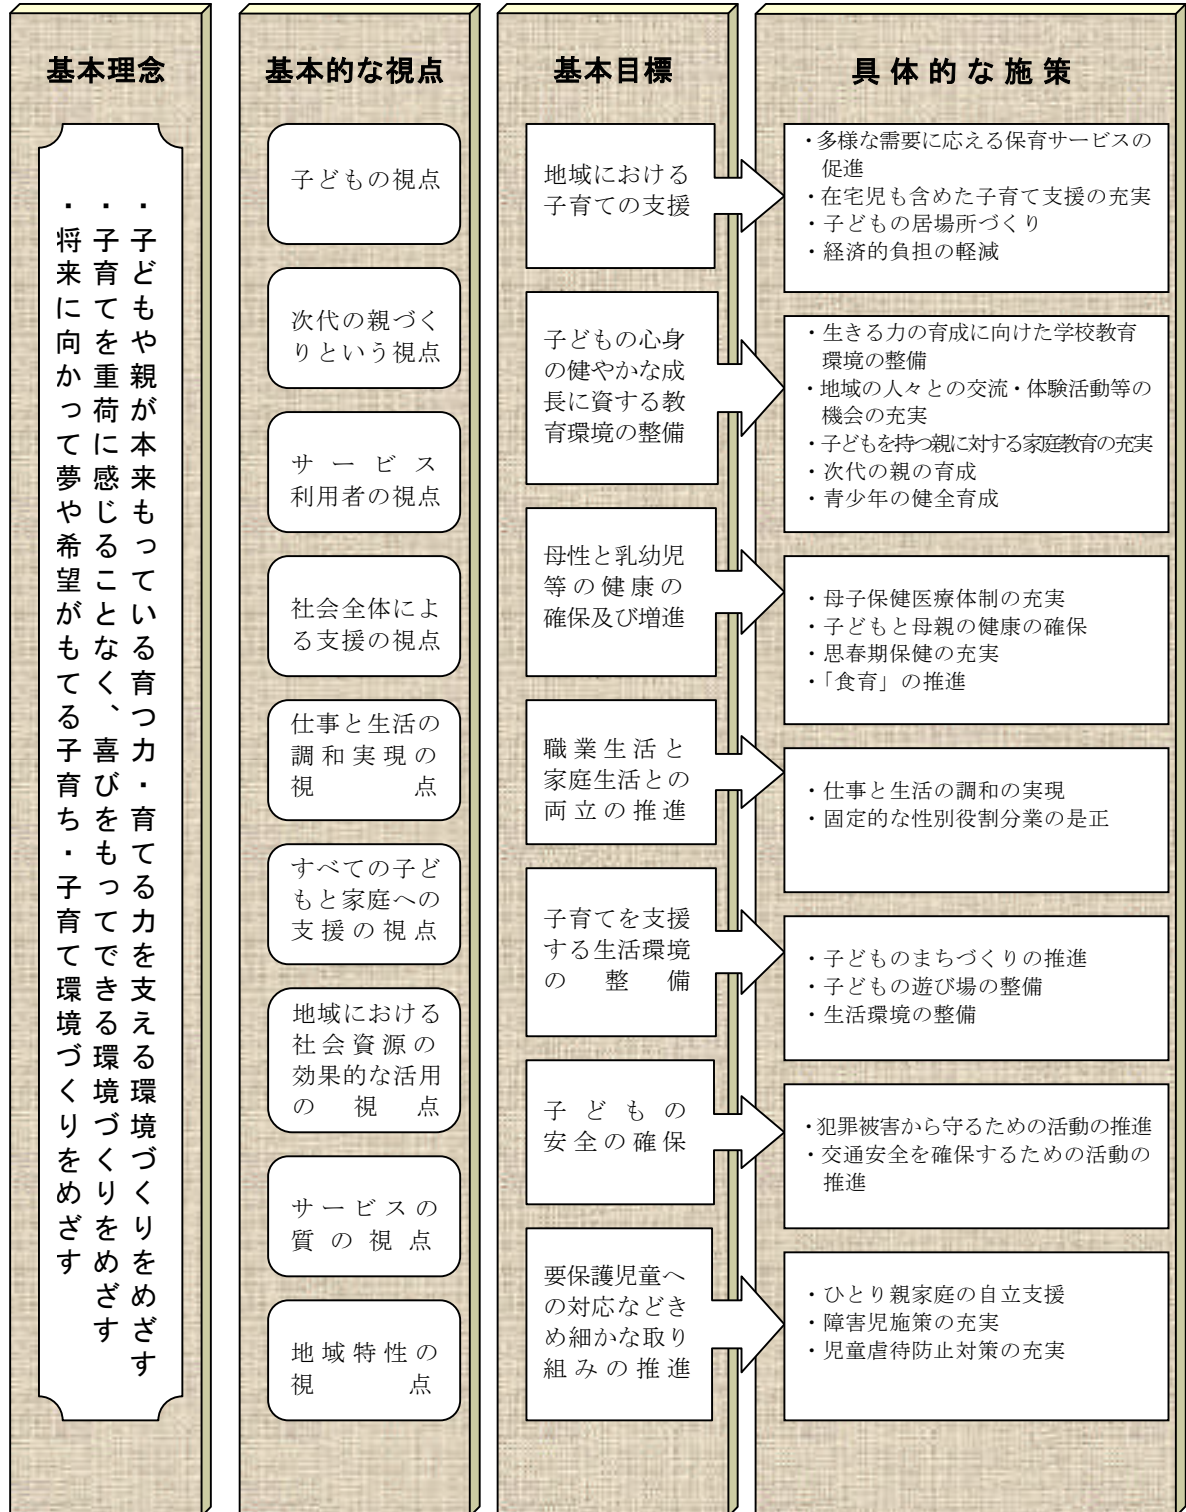 基本理念
・子どもや親が本来もっている育つ力・育てる力を支える環境づくりをめざす
・子育てを重荷に感じることなく、喜びをもってできる環境づくりをめざす
・将来に向かって夢や希望がもてる子育ち・子育て環境づくりをめざす
基本的な視点
子どもの視点
次代の親づく
りという視点
サービス
利用者の視点
社会全体によ
る支援の視点
仕事と生活の
調和実現の
視点
すべての子ど
もと家庭への
支援の視点
地域における
社会資源の
効果的な活用
の視点
サービスの
質の視点
地域特性の
視点
基本目標
地域における
子育ての支援
子どもの心身
の健やかな成
長に資する教
育環境の整備
母性と乳幼児
等の健康の
確保及び増進
職業生活と
家庭生活との
両立の推進
子育てを支援
する生活環境
の整備
子どもの
安全の確保
要保護児童へ
の対応などき
め細かな取り
組みの推進
具体的な施策
・多様な需要に応える保育サービスの
促進
・在宅児も含めた子育て支援の充実
・子どもの居場所づくり
・経済的負担の軽減
・生きる力の育成に向けた学校教育
環境の整備
・地域の人々との交流・体験活動等の
機会の充実
・子どもを持つ親に対する家庭教育の充実
・次代の親の育成
・青少年の健全育成
・母子保健医療体制の充実
・子どもと母親の健康の確保
・思春期保健の充実
・「食育」の推進
・仕事と生活の調和の実現
・固定的な性別役割分業の是正
・子どものまちづくりの推進
・子どもの遊び場の整備
・生活環境の整備
・犯罪被害から守るための活動の推進
・交通安全を確保するための活動の
推進
・ひとり親家庭の自立支援
・障害児施策の充実
・児童虐待防止対策の充実